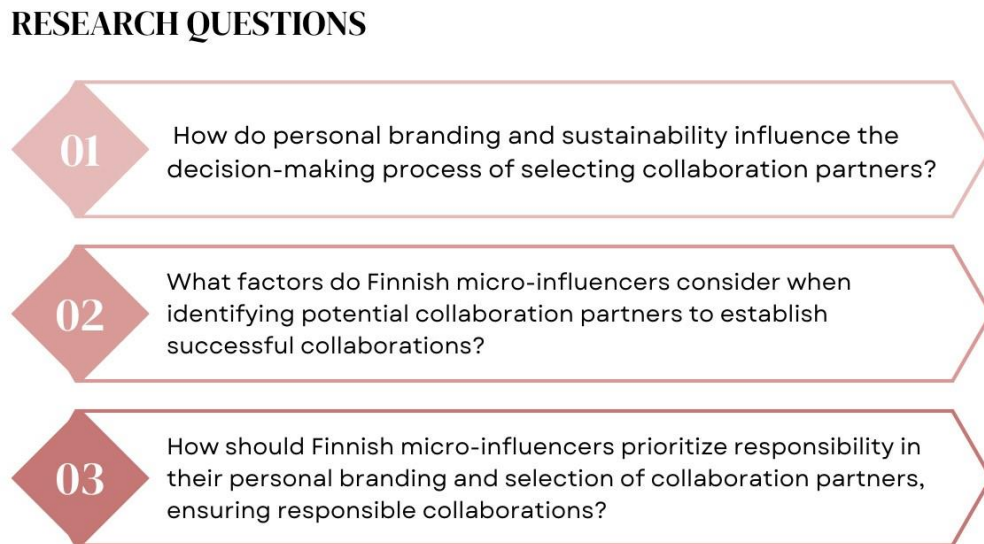 RESEARCH QUESTIONS
01
How do personal branding and sustainability influence the
decision-making process of selecting collaboration partners?
02
What factors do Finnish micro-influencers consider when
identifying potential collaboration partners to establish
successful collaborations?
03
How should Finnish micro-influencers prioritize responsibility in
their personal branding and selection of collaboration partners,
ensuring responsible collaborations?